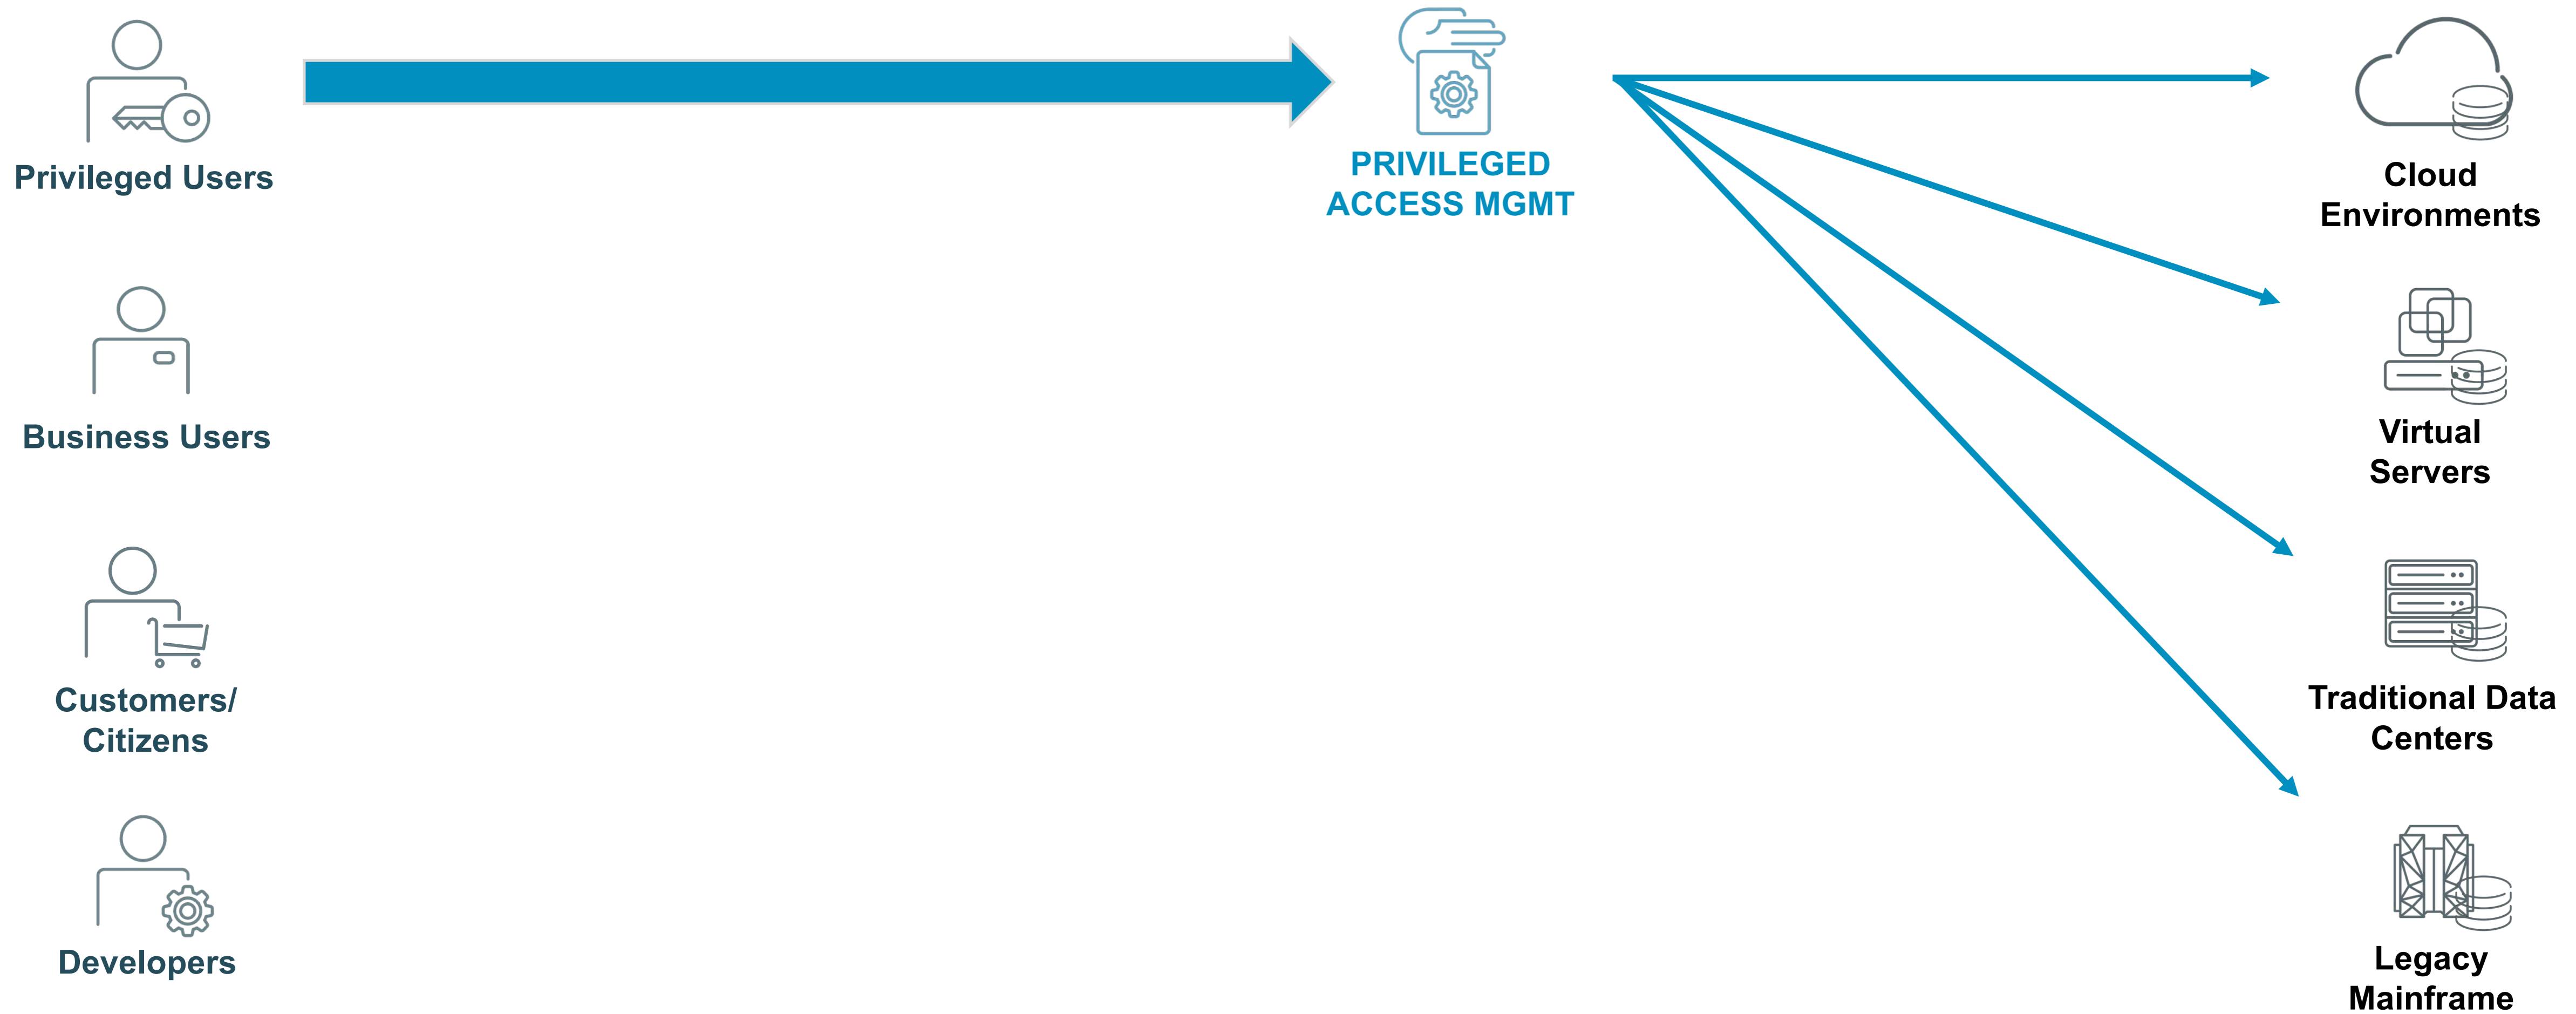 Privileged Users
PRIVILEGED
ACCESS MGMT
Cloud
Environments
Business Users
Virtual
Servers
Customers/
Citizens
Traditional Data
Centers
Developers
Legacy
Mainframe